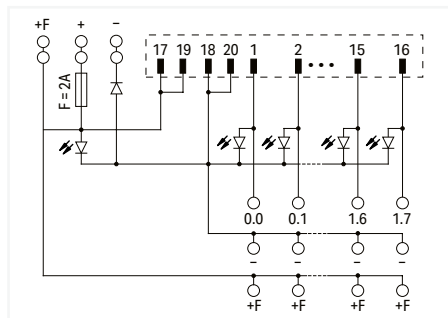 +F + –
17 19 18 20 1 2 ••• 15 16
F = 2A
0.0 0.1 1.6 1.7
– – – –
+F +F +F +F